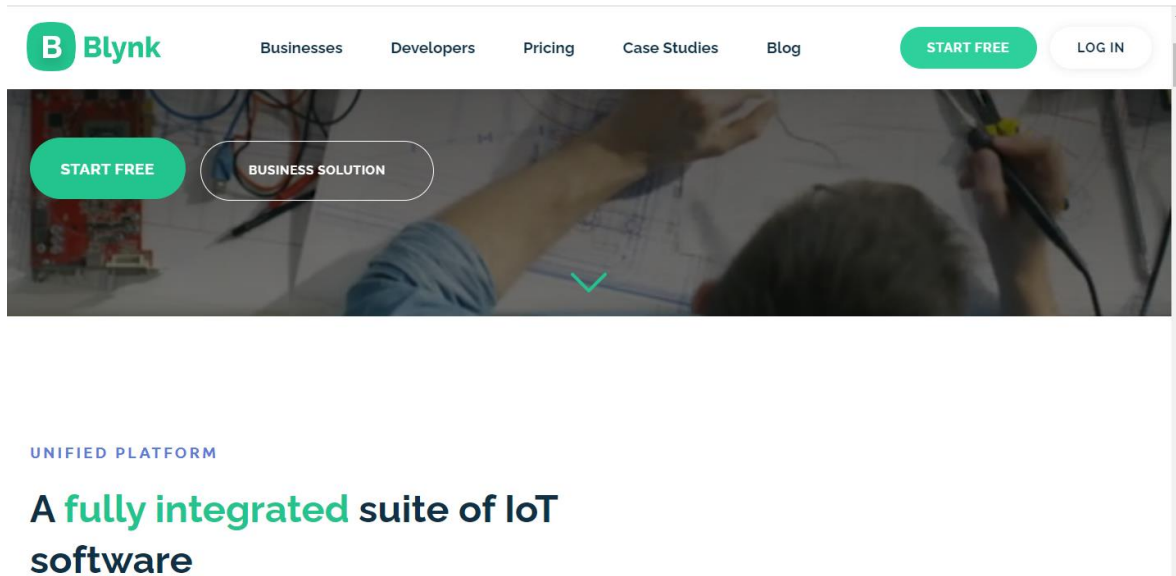 B Blynk
Businesses Developers Pricing Case Studies Blog START FREE LOG IN
START FREE BUSINESS SOLUTION
UNIFIED PLATFORM
A fully integrated suite of IoT
software